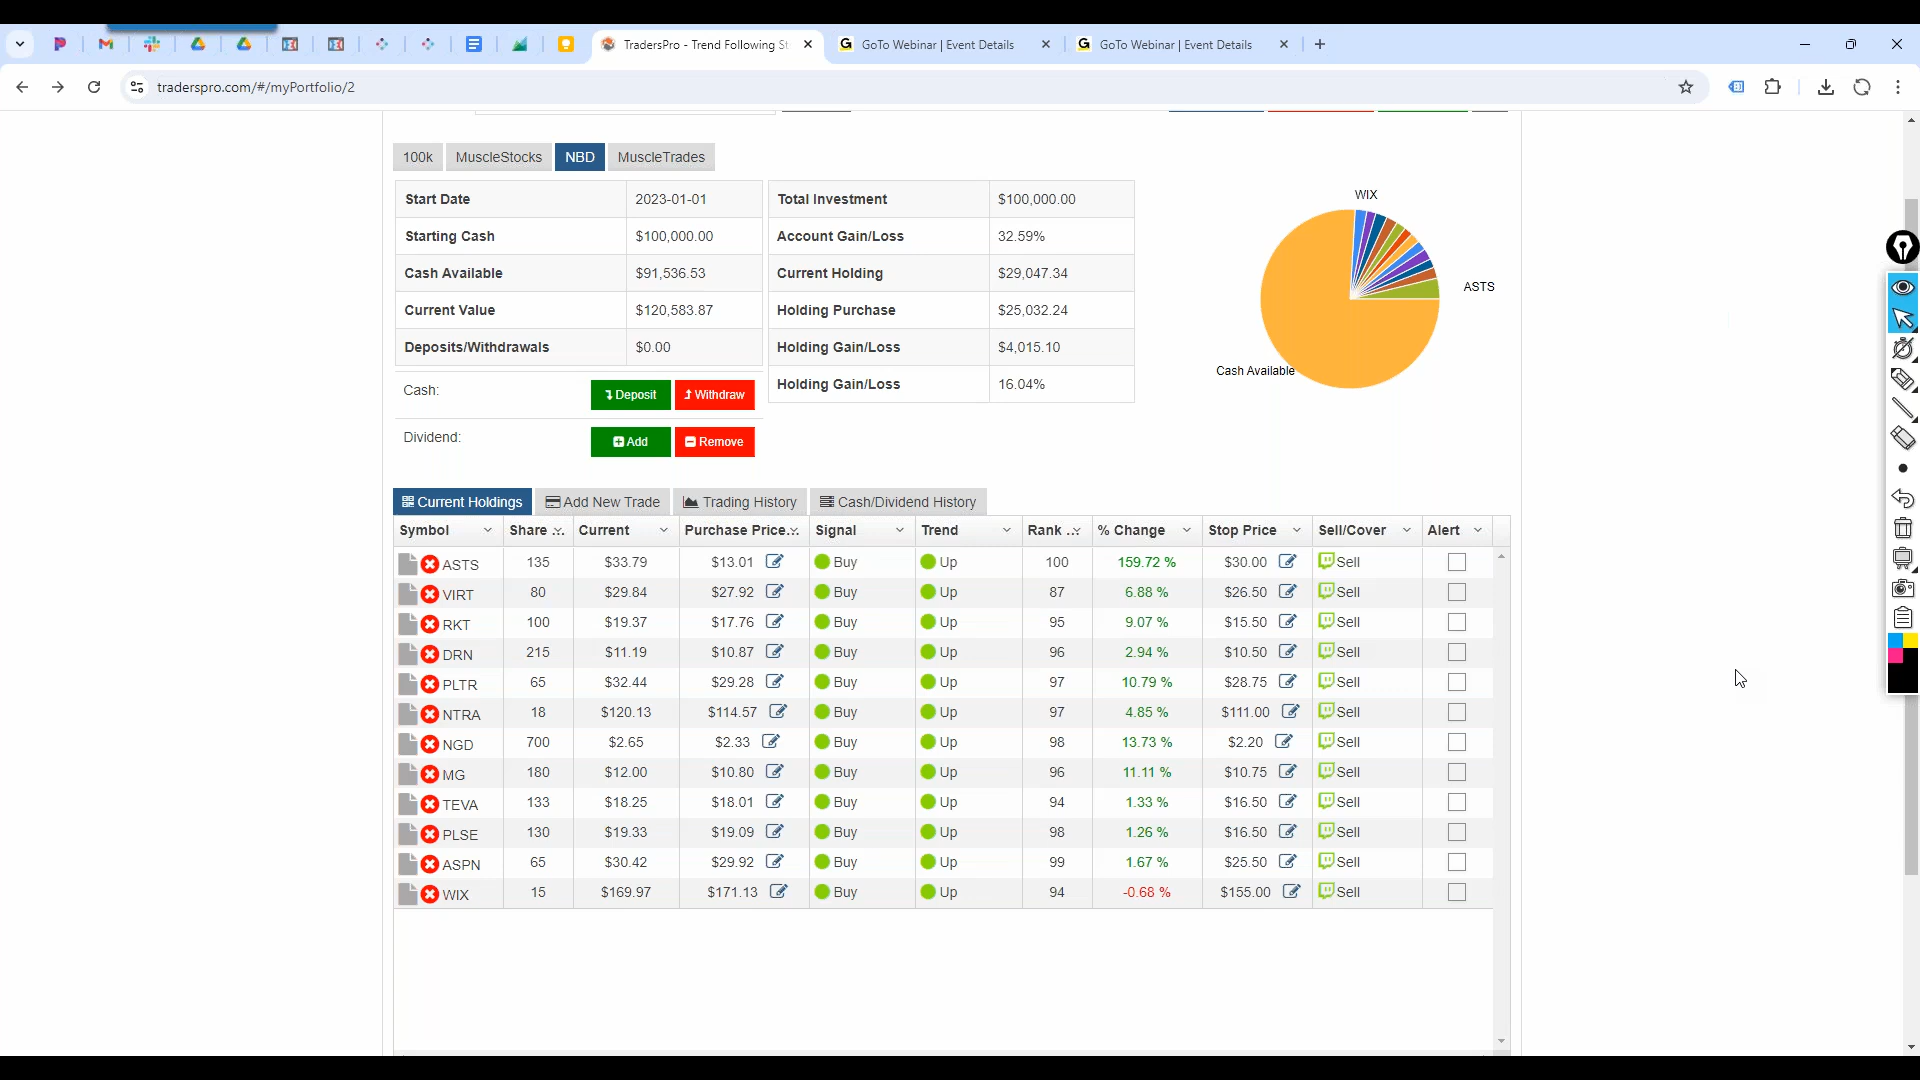 TradersPro - Trend Following St
GoTo Webinar | Event Details
GoTo Webinar | Event Details
traderspro.com/#/myPortfolio/2
100k MuscleStocks NBD MuscleTrades
Start Date 2023-01-01 Total Investment $100,000.00
Starting Cash $100,000.00 Account Gain/Loss 32.59%
Cash Available $91,536.53 Current Holding $29,047.34
Current Value $120,583.87 Holding Purchase $25,032.24
Deposits/Withdrawals $0.00 Holding Gain/Loss $4,015.10
Holding Gain/Loss 16.04%
Cash: Deposit Withdraw
Dividend: Add Remove
WIX
ASTS
Cash Available
Current Holdings Add New Trade Trading History Cash/Dividend History
Symbol Share .. Current Purchase Price.. Signal Trend Rank .. % Change Stop Price Sell/Cover Alert
ASTS 135 $33.79 $13.01 Buy Up 100 159.72 % $30.00 Sell
VIRT 80 $29.84 $27.92 Buy Up 87 6.88 % $26.50 Sell
RKT 100 $19.37 $17.76 Buy Up 95 9.07 % $15.50 Sell
DRN 215 $11.19 $10.87 Buy Up 96 2.94 % $10.50 Sell
PLTR 65 $32.44 $29.28 Buy Up 97 10.79 % $28.75 Sell
NTRA 18 $120.13 $114.57 Buy Up 97 4.85 % $111.00 Sell
NGD 700 $2.65 $2.33 Buy Up 98 13.73 % $2.20 Sell
MG 180 $12.00 $10.80 Buy Up 96 11.11 % $10.75 Sell
TEVA 133 $18.25 $18.01 Buy Up 94 1.33 % $16.50 Sell
PLSE 130 $19.33 $19.09 Buy Up 98 1.26 % $16.50 Sell
ASPN 65 $30.42 $29.92 Buy Up 99 1.67 % $25.50 Sell
WIX 15 $169.97 $171.13 Buy Up 94 -0.68 % $155.00 Sell